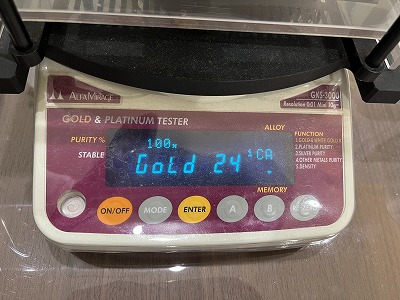 ALFAMIRAGE
GKS-3000
Resolution 0.01 Min
GOLD & PLATINUM TESTER
ALLOY
PURITY %
STABLE
100%
Gold 24
CA
FUNCTION
1.GOLD & WHITE GOLD K
2.PLATINUM PURITY
3.SILVER PURITY
4.OTHER METALS PURITY
5.DENSITY
MEMORY
ON/OFF
MODE
ENTER
A
B